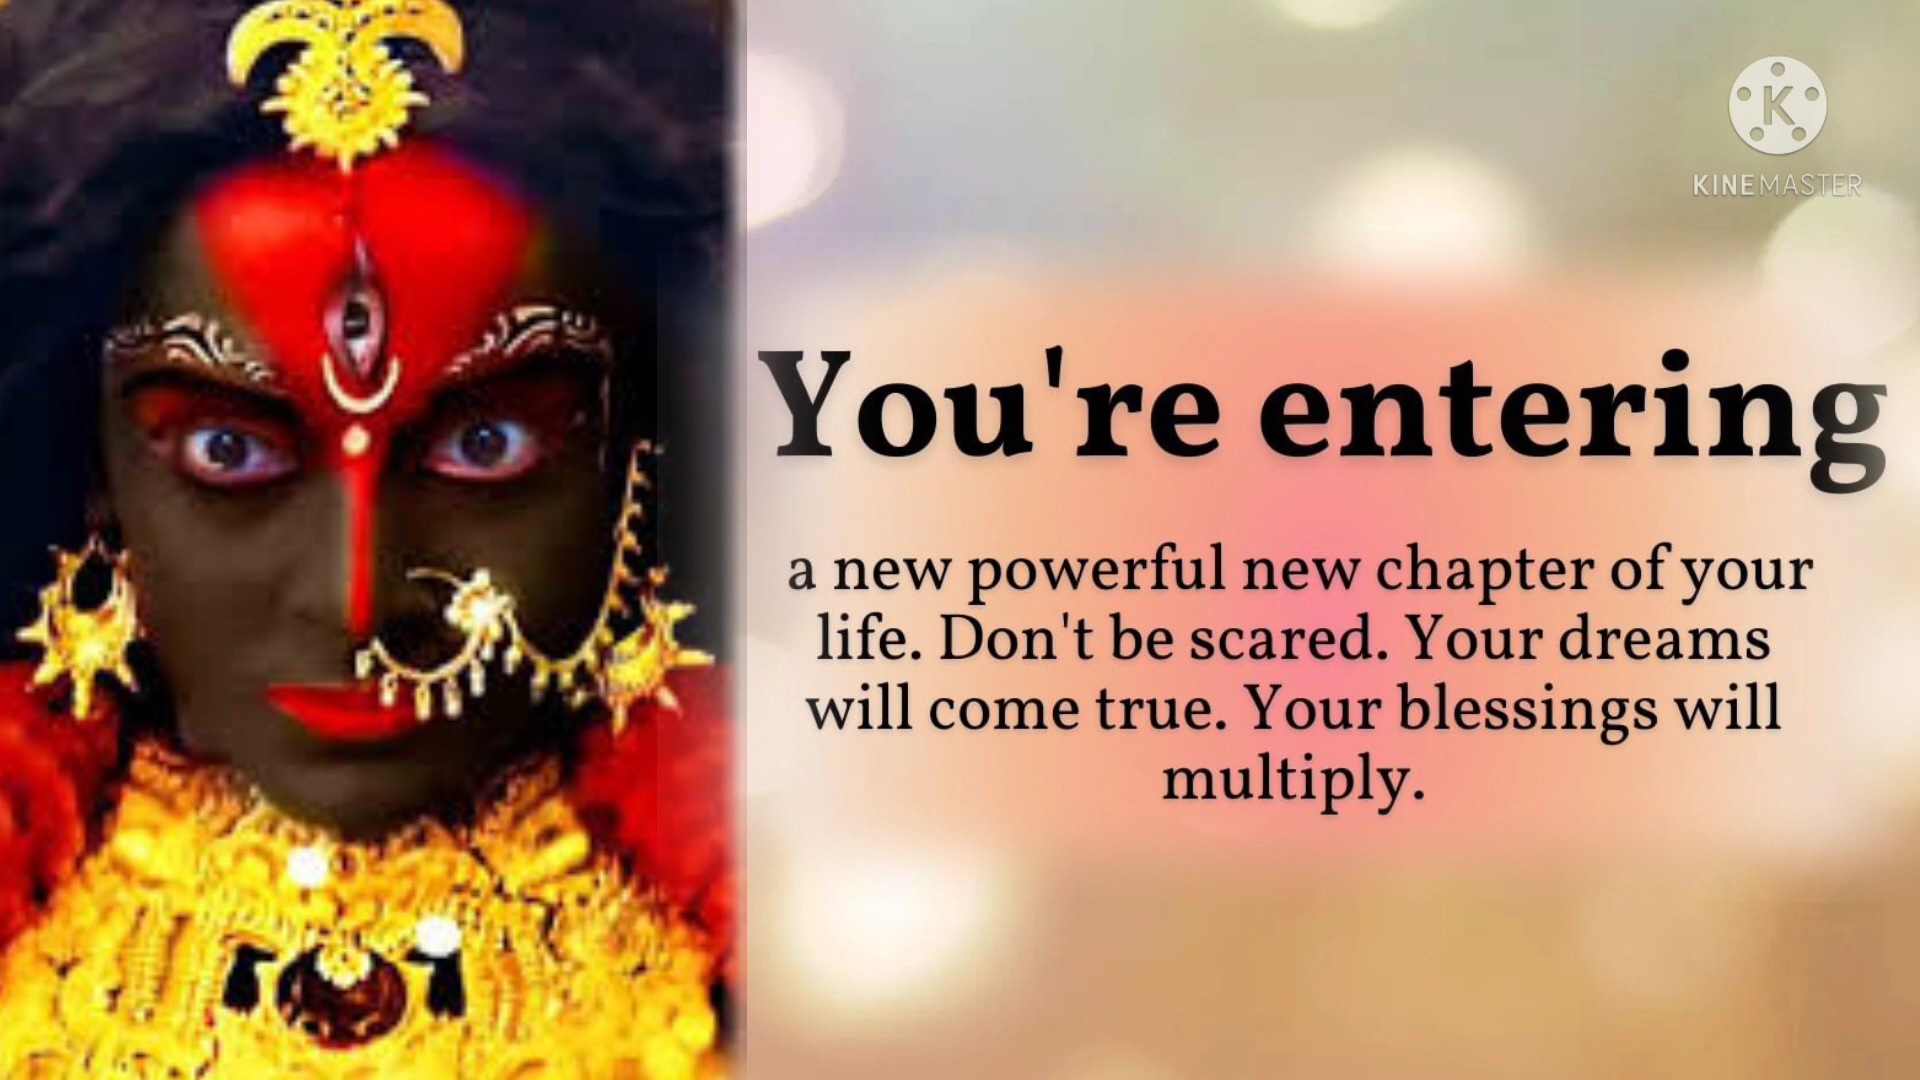 K
KINEMASTER
You're entering
a new powerful new chapter of your
life. Don't be scared. Your dreams
will come true. Your blessings will
multiply.